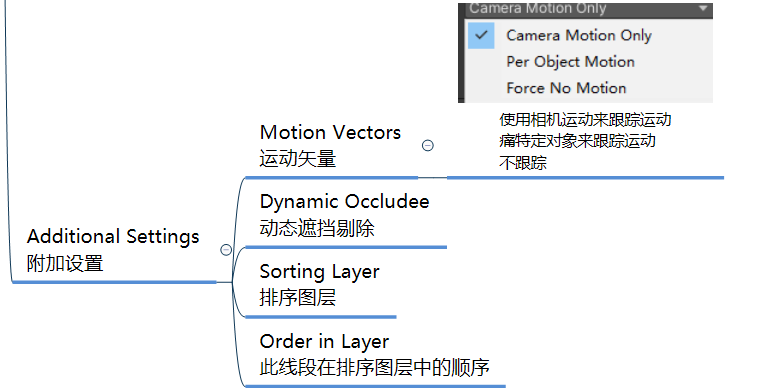 Camera Motion Only
Camera Motion Only
Per Object Motion
Force No Motion
使用相机运动来跟踪运动
痛特定对象来跟踪运动
不跟踪
Motion Vectors
运动矢量
Dynamic Occludee
动态遮挡剔除
Additional Settings
附加设置
Sorting Layer
排序图层
Order in Layer
此线段在排序图层中的顺序